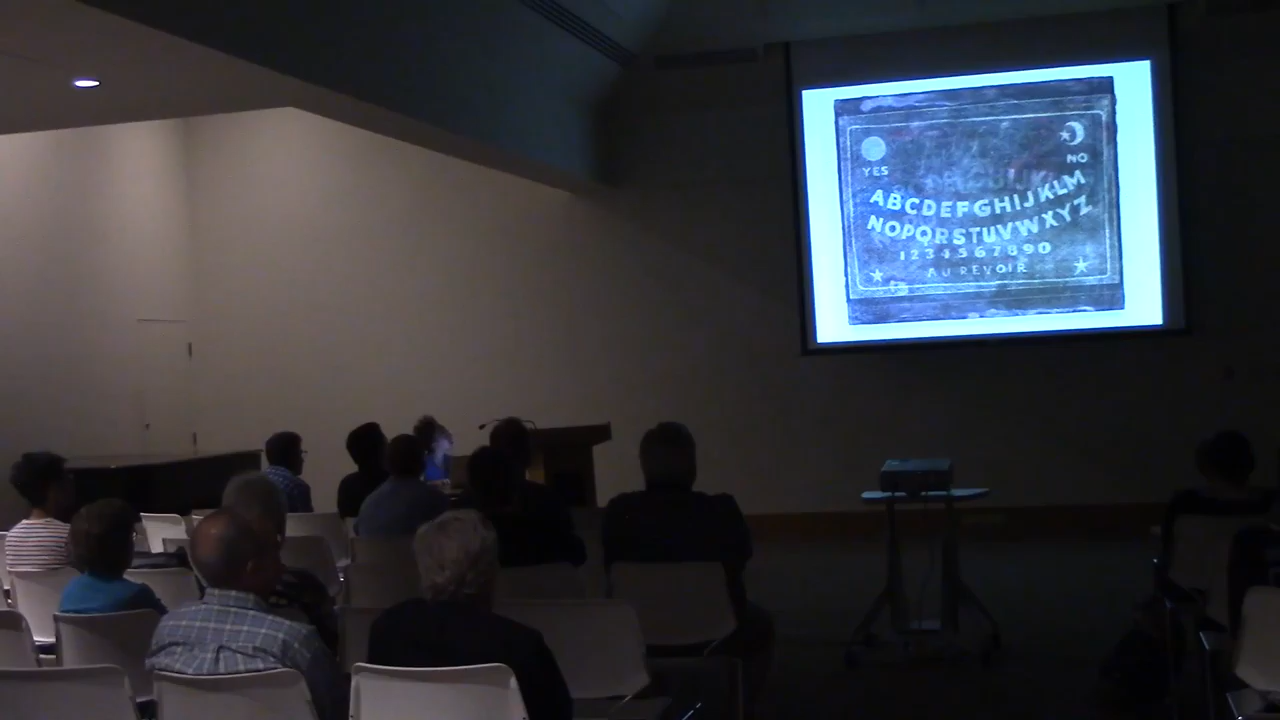 YES
NO
ABCDEFGHIJKLM
NOPQRSTUVWXYZ
1234567890
AU REVOIR